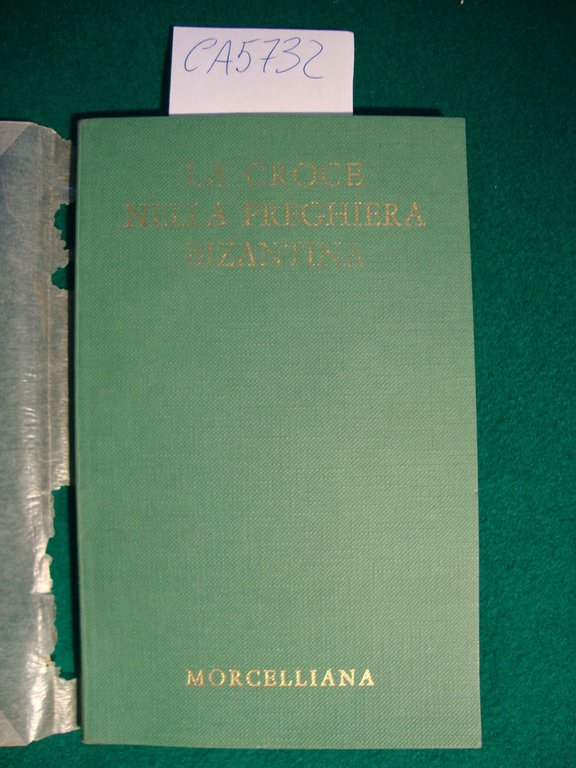 CA5732
LA CROCE
NELLA PREGHIERA
BIZANTINA
MORCELLIANA